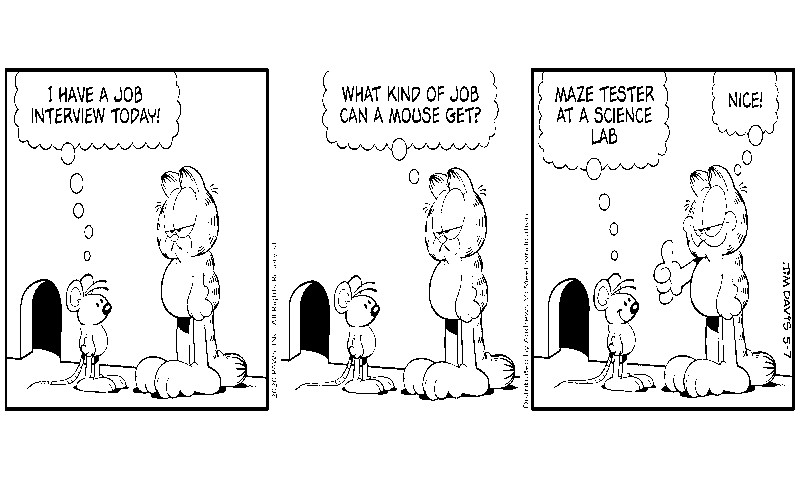 I HAVE A JOB
INTERVIEW TODAY!
WHAT KIND OF JOB
CAN A MOUSE GET?
MAZE TESTER
AT A SCIENCE
LAB
NICE!
JIM DAVIS 5-7